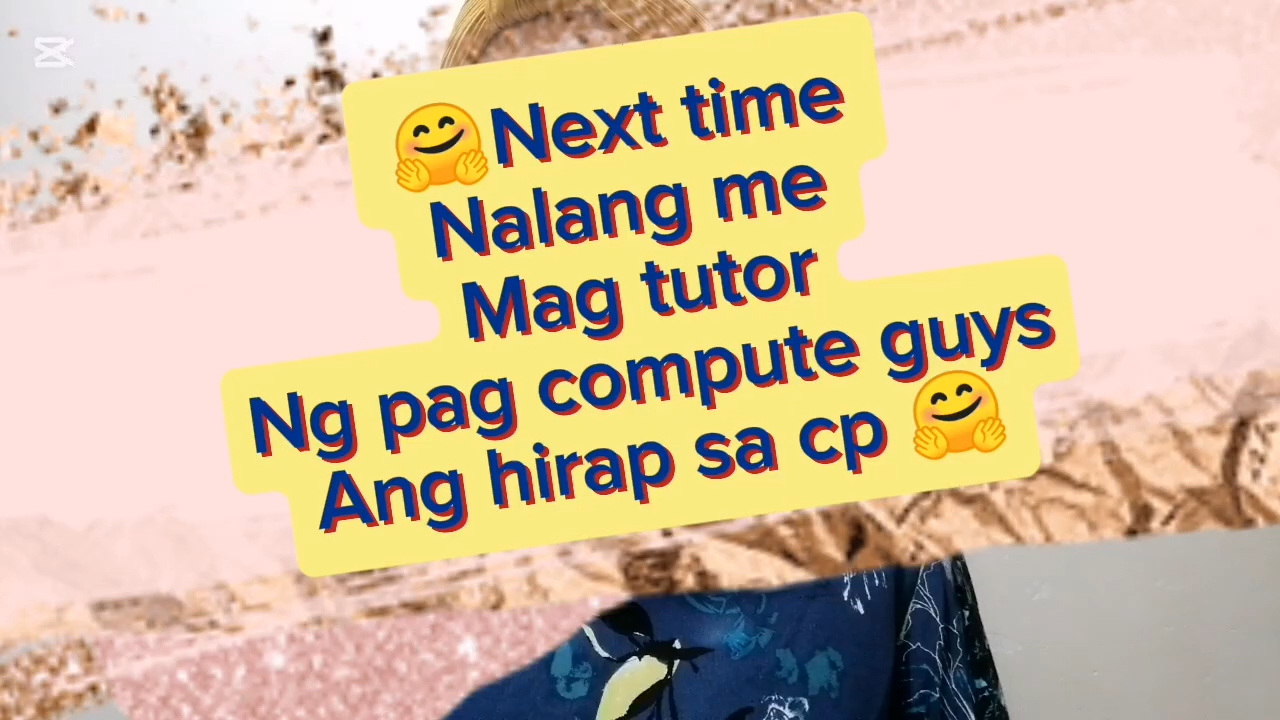 🤗Next time
Nalang me
Mag tutor
Ng pag compute guys
Ang hirap sa cp 🤗